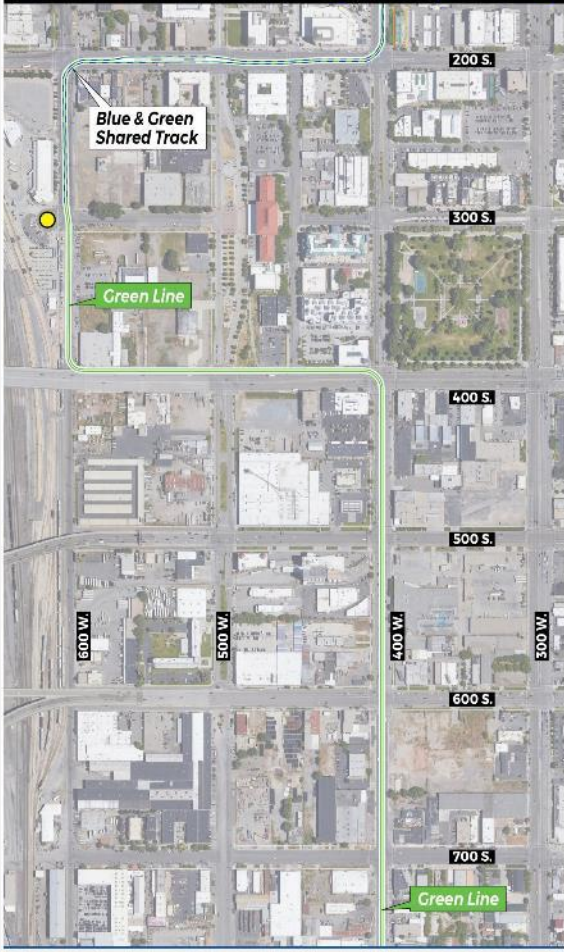 200 S.
Blue & Green
Shared Track
300 S.
Green Line
400 S.
500 S.
600 W.
500 W.
400 W.
300 W.
600 S.
700 S.
Green Line